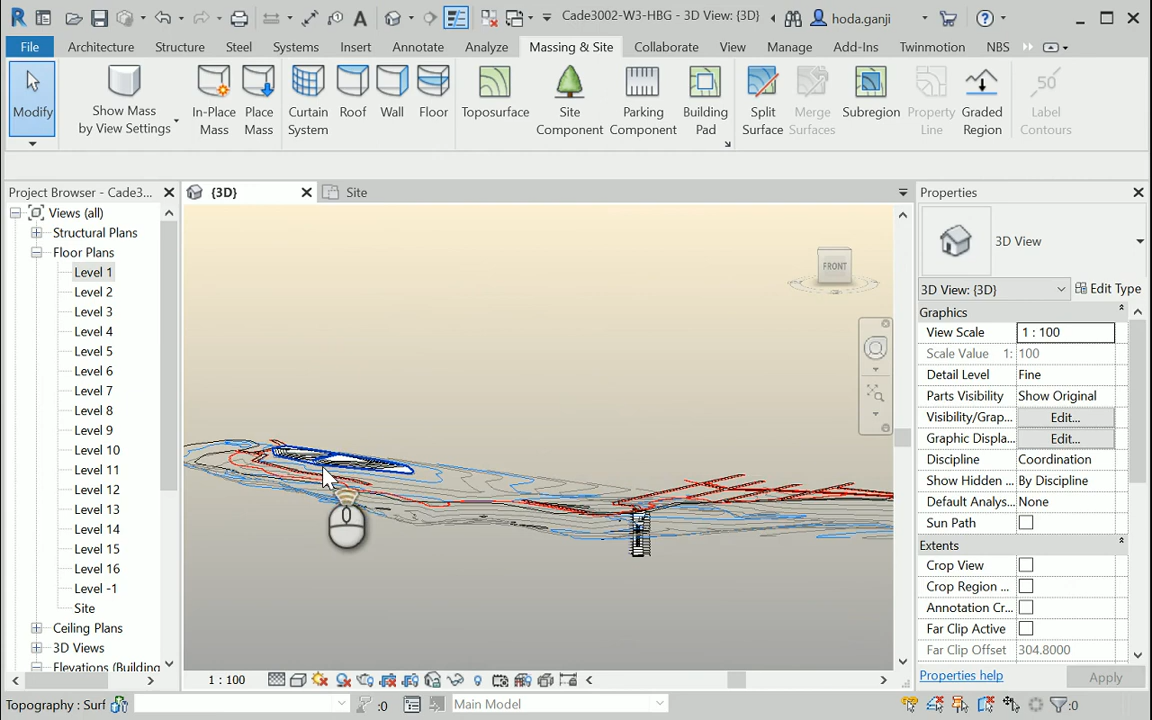 Cade3002-W3-HBG - 3D View: {3D}
hoda.ganji
File
Architecture
Structure
Steel
Systems
Insert
Annotate
Analyze
Massing & Site
Collaborate
View
Manage
Add-Ins
Twinmotion
NBS
Modify
Show Mass
by View Settings
In-Place
Mass
Place
Mass
Curtain
System
Roof
Wall
Floor
Toposurface
Site
Component
Parking
Component
Building
Pad
Split
Surface
Merge
Surfaces
Subregion
Property
Line
Graded
Region
50
Label
Contours
Project Browser - Cade3...
Views (all)
Structural Plans
Floor Plans
Level 1
Level 2
Level 3
Level 4
Level 5
Level 6
Level 7
Level 8
Level 9
Level 10
Level 11
Level 12
Level 13
Level 14
Level 15
Level 16
Level -1
Site
Ceiling Plans
3D Views
Elevations (Building
{3D}
Site
FRONT
0
1 : 100
Properties
3D View
3D View: {3D}
Edit Type
Graphics
View Scale
1 : 100
Scale Value 1:
100
Detail Level
Fine
Parts Visibility
Show Original
Visibility/Grap...
Edit...
Graphic Displa...
Edit...
Discipline
Coordination
Show Hidden ...
By Discipline
Default Analys...
None
Sun Path
Extents
Crop View
Crop Region ...
Annotation Cr...
Far Clip Active
Far Clip Offset
304.8000
Properties help
Apply
Topography : Surf
:0
Main Model
:0